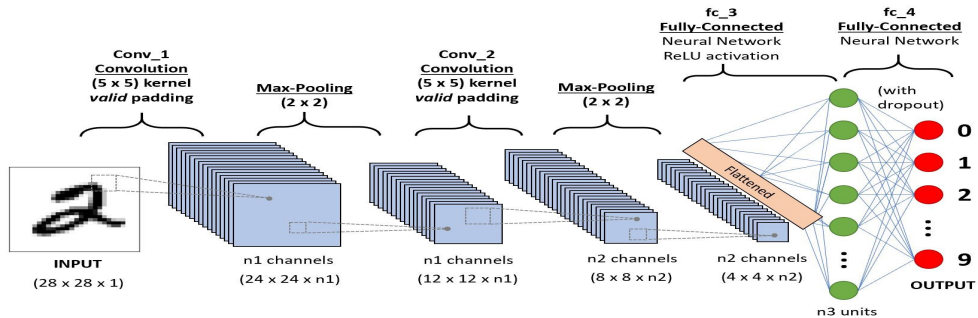 Conv_1
Convolution
(5 x 5) kernel
valid padding
Max-Pooling
(2 x 2)
Conv_2
Convolution
(5 x 5) kernel
valid padding
Max-Pooling
(2 x 2)
fc_3
Fully-Connected
Neural Network
ReLU activation
fc_4
Fully-Connected
Neural Network
(with
dropout)
2
INPUT
(28 x 28 x 1)
n1 channels
(24 x 24 x n1)
n1 channels
(12 x 12 x n1)
n2 channels
(8 x 8 x n2)
n2 channels
(4 x 4 x n2)
Flattened
n3 units
0
1
2
9
OUTPUT